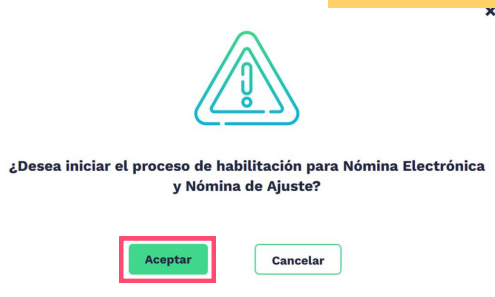 ¿Desea iniciar el proceso de habilitación para Nómina Electrónica
y Nómina de Ajuste?
Aceptar
Cancelar